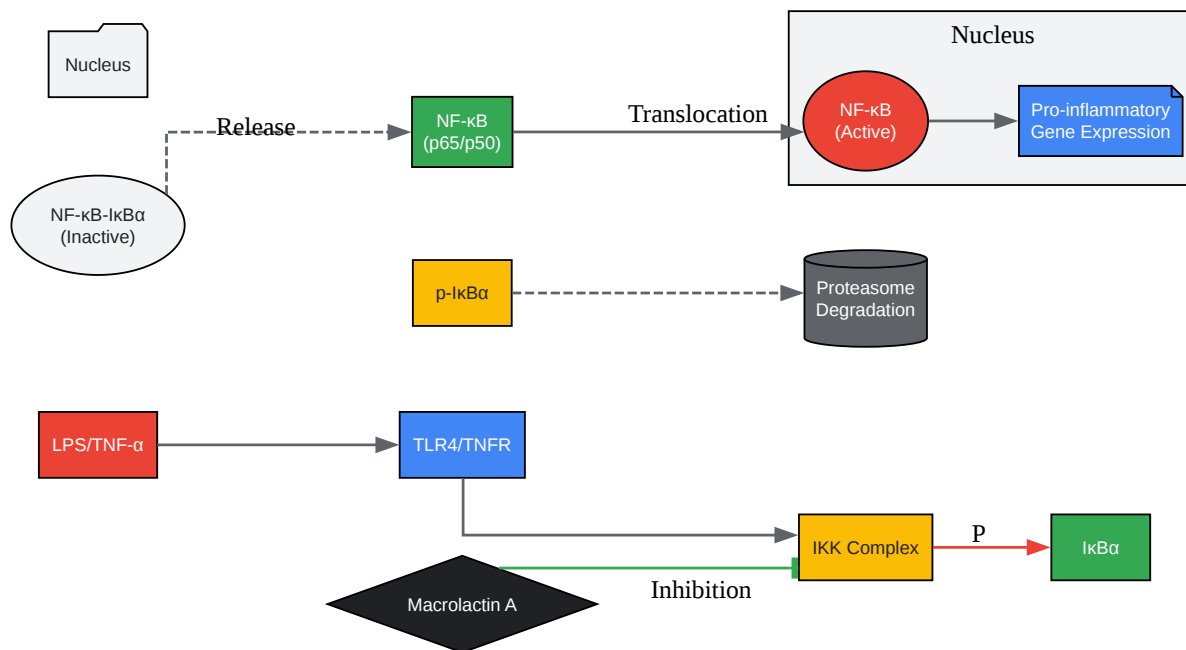 Nucleus
Nucleus
Release
NF-κB
(p65/p50)
Translocation
NF-κB
(Active)
Pro-inflammatory
Gene Expression
NF-κB-IκBα
(Inactive)
p-IκBα
Proteasome
Degradation
LPS/TNF-α
TLR4/TNFR
IKK Complex
P
IκBα
Macrolactin A
Inhibition